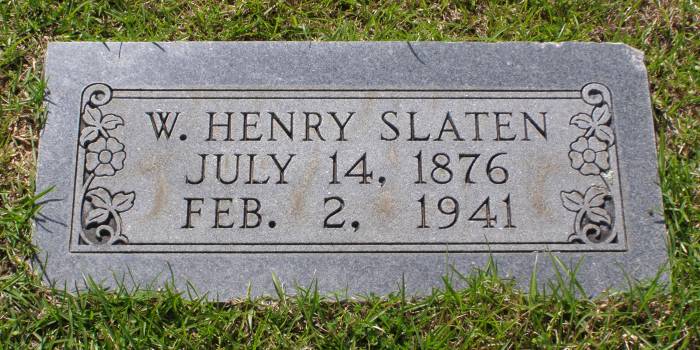 W. HENRY SLATEN
JULY 14, 1876
FEB. 2, 1941